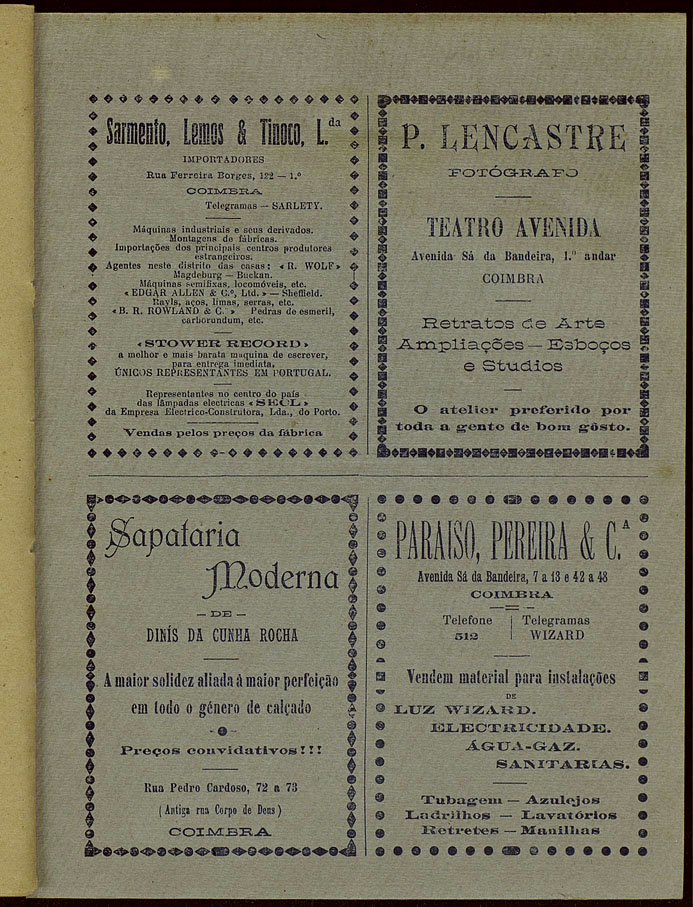 Sarmento, Lemos & Tinoco, L.da
IMPORTADORES
Rua Ferreira Borges, 122 — 1.º
COIMBRA
Telegramas — SARLETY.
Máquinas industriais e seus derivados.
Montagens de fábricas.
Importações dos principais centros produtores
estrangeiros.
Agentes neste distrito das casas: «R. WOLF»
Magdeburg — Buckau.
Máquinas semifixas, locomóveis, etc.
«EDGAR ALLEN & C.º, Ltd.» — Sheffield.
Rayls, aços, limas, serras, etc.
«B. R. ROWLAND & C.º» Pedras de esmeril,
carborundum, etc.
«STOWER RECORD»
a melhor e mais barata maquina de escrever,
para entrega imediata,
ÚNICOS REPRESENTANTES EM PORTUGAL.
Representantes no centro do país
das lâmpadas electricas «SECL»
da Empresa Electrico-Construtora, Lda., do Porto.
Vendas pelos preços da fábrica
P. LENCASTRE
FOTÓGRAFO
TEATRO AVENIDA
Avenida Sá da Bandeira, 1.º andar
COIMBRA
Retratos de Arte
Ampliações — Esboços
e Studios
O atelier preferido por
toda a gente de bom gôsto.
Sapataria
Moderna
— DE —
DINÍS DA CUNHA ROCHA
A maior solidez aliada á maior perfeição
em todo o género de calçado
Preços convidativos!!!
Rua Pedro Cardoso, 72 a 73
(Antiga rua Corpo de Deus)
COIMBRA
PARAISO, PEREIRA & C.A
Avenida Sá da Bandeira, 7 a 13 e 42 a 48
COIMBRA
Telefone | Telegramas
512 | WIZARD
Vendem material para instalações
DE
LUZ WIZARD.
ELECTRICIDADE.
ÁGUA-GAZ.
SANITARIAS.
Tubagem — Azulejos
Ladrilhos — Lavatórios
Retretes — Manilhas